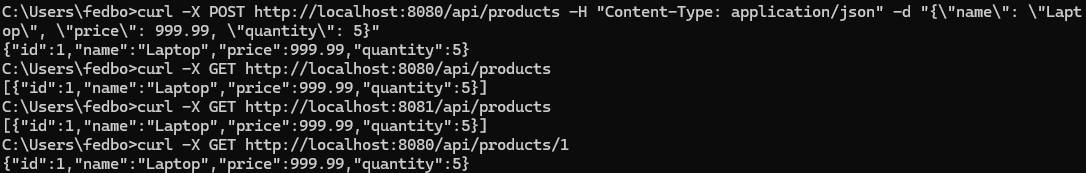 C:\Users\fedbo>curl -X POST http://localhost:8080/api/products -H "Content-Type: application/json" -d "{\"name\": \"Lapt
op\", \"price\": 999.99, \"quantity\": 5}"
{"id":1,"name":"Laptop","price":999.99,"quantity":5}
C:\Users\fedbo>curl -X GET http://localhost:8080/api/products
[{"id":1,"name":"Laptop","price":999.99,"quantity":5}]
C:\Users\fedbo>curl -X GET http://localhost:8081/api/products
[{"id":1,"name":"Laptop","price":999.99,"quantity":5}]
C:\Users\fedbo>curl -X GET http://localhost:8080/api/products/1
{"id":1,"name":"Laptop","price":999.99,"quantity":5}